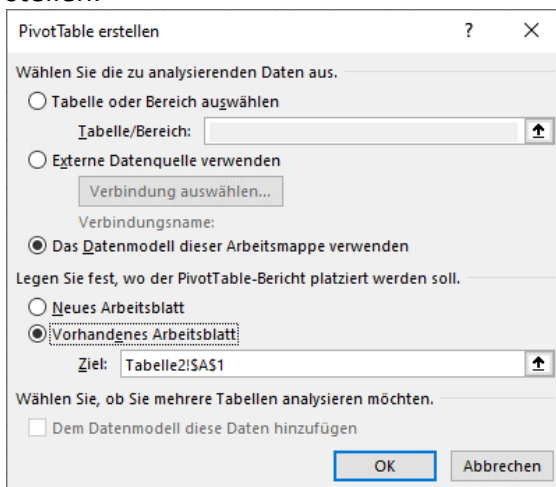 stellen.
PivotTable erstellen ? ×
Wählen Sie die zu analysierenden Daten aus.
Tabelle oder Bereich auswählen
Tabelle/Bereich:
Externe Datenquelle verwenden
Verbindung auswählen...
Verbindungsname:
Das Datenmodell dieser Arbeitsmappe verwenden
Legen Sie fest, wo der PivotTable-Bericht platziert werden soll.
Neues Arbeitsblatt
Vorhandenes Arbeitsblatt
Ziel: Tabelle2!$A$1
Wählen Sie, ob Sie mehrere Tabellen analysieren möchten.
Dem Datenmodell diese Daten hinzufügen
OK Abbrechen